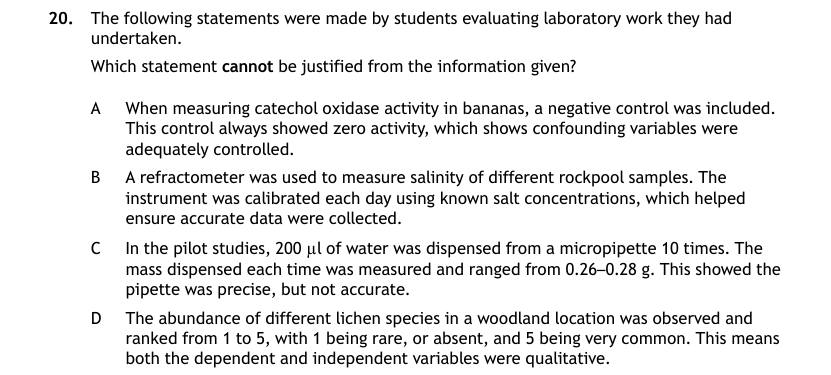 20. The following statements were made by students evaluating laboratory work they had
undertaken.
Which statement cannot be justified from the information given?
A When measuring catechol oxidase activity in bananas, a negative control was included.
This control always showed zero activity, which shows confounding variables were
adequately controlled.
B A refractometer was used to measure salinity of different rockpool samples. The
instrument was calibrated each day using known salt concentrations, which helped
ensure accurate data were collected.
C In the pilot studies, 200 µl of water was dispensed from a micropipette 10 times. The
mass dispensed each time was measured and ranged from 0.26–0.28 g. This showed the
pipette was precise, but not accurate.
D The abundance of different lichen species in a woodland location was observed and
ranked from 1 to 5, with 1 being rare, or absent, and 5 being very common. This means
both the dependent and independent variables were qualitative.